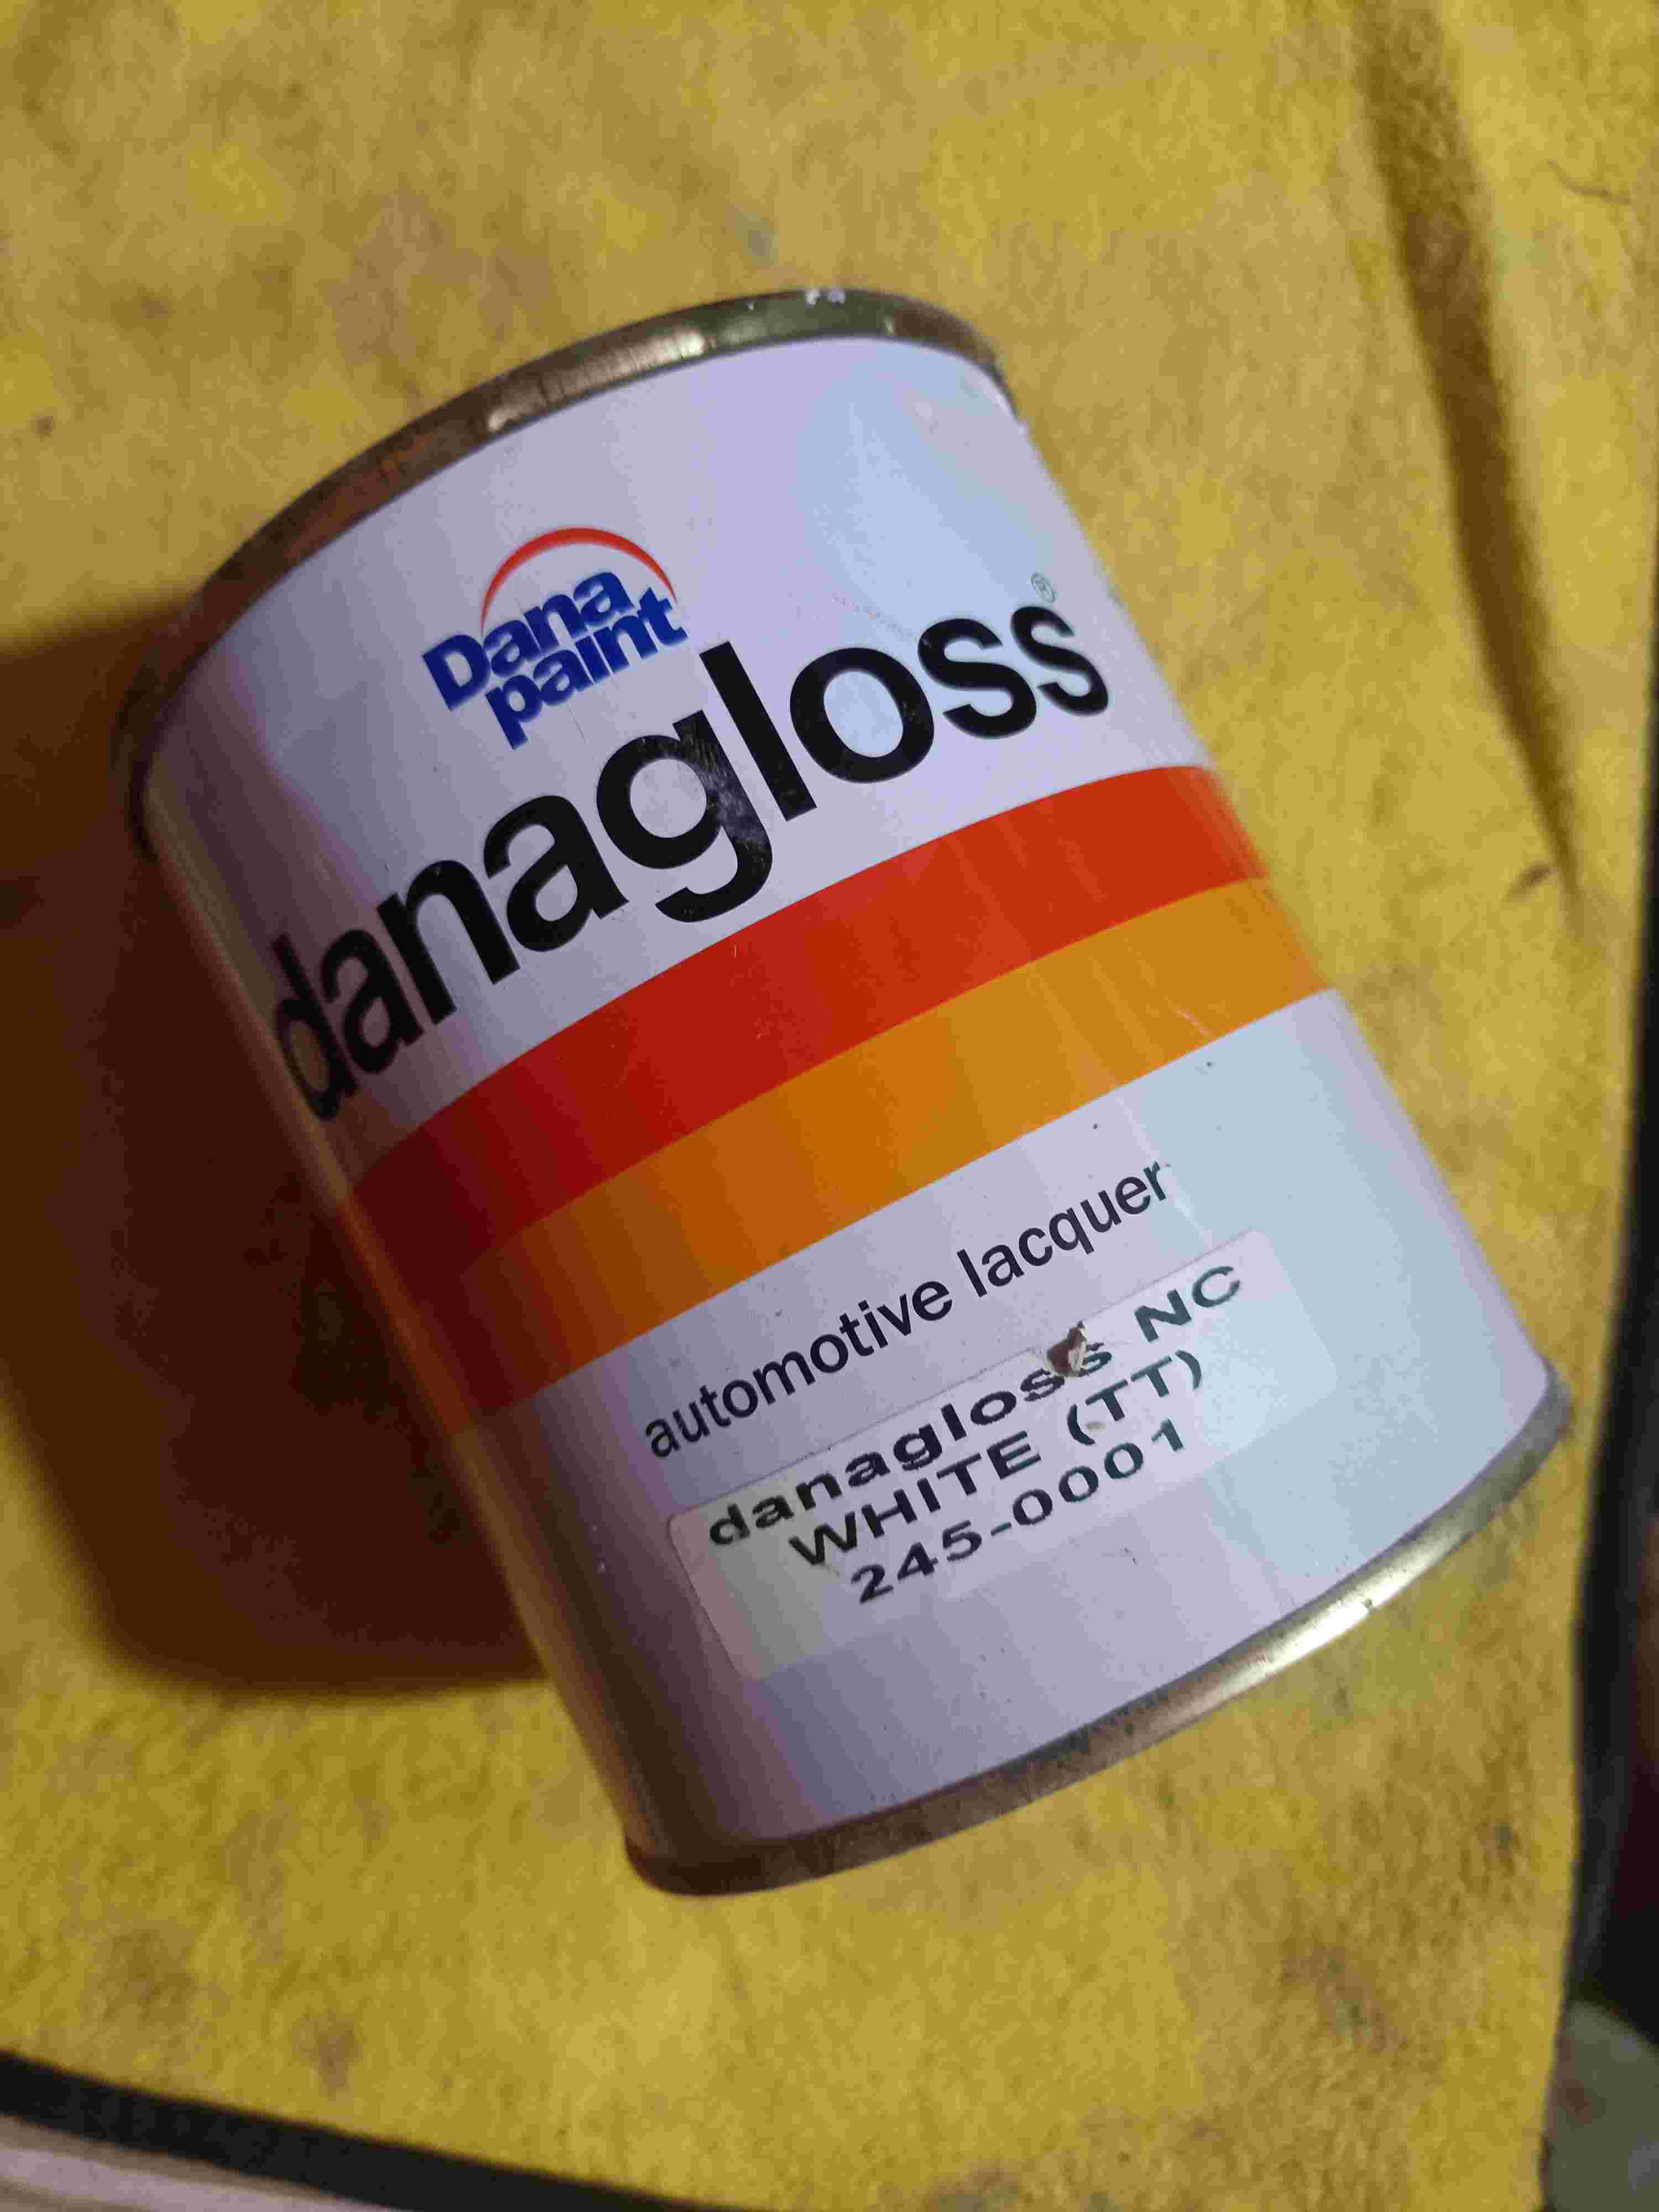 Dana
paint
danagloss®
automotive lacquer
danagloss NC
WHITE (TT)
245-0001